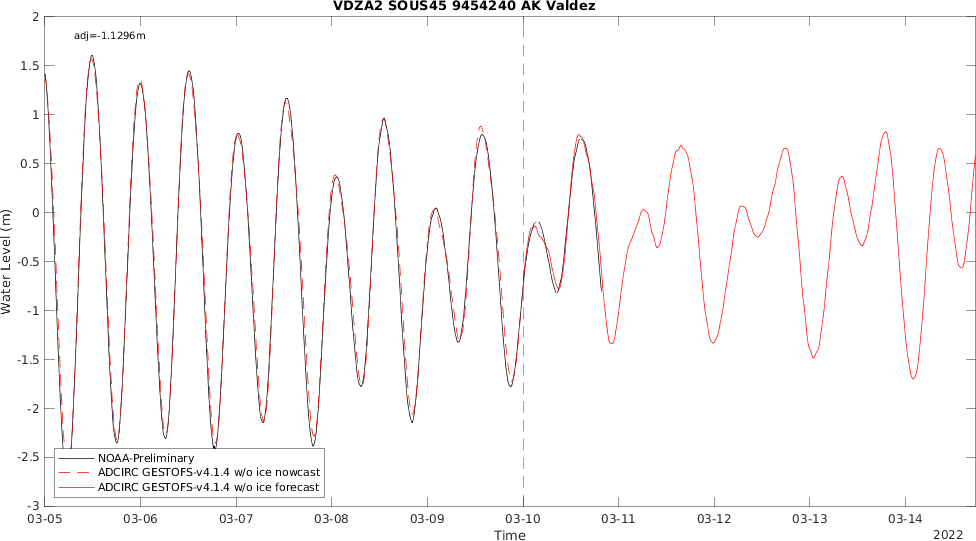 VDZA2 SOUS45 9454240 AK Valdez
adj=-1.1296m
2
1.5
1
0.5
0
-0.5
-1
-1.5
-2
-2.5
-3
Water Level (m)
NOAA-Preliminary
ADCIRC GESTOFS-v4.1.4 w/o ice nowcast
ADCIRC GESTOFS-v4.1.4 w/o ice forecast
03-05 03-06 03-07 03-08 03-09 03-10 03-11 03-12 03-13 03-14
Time
2022